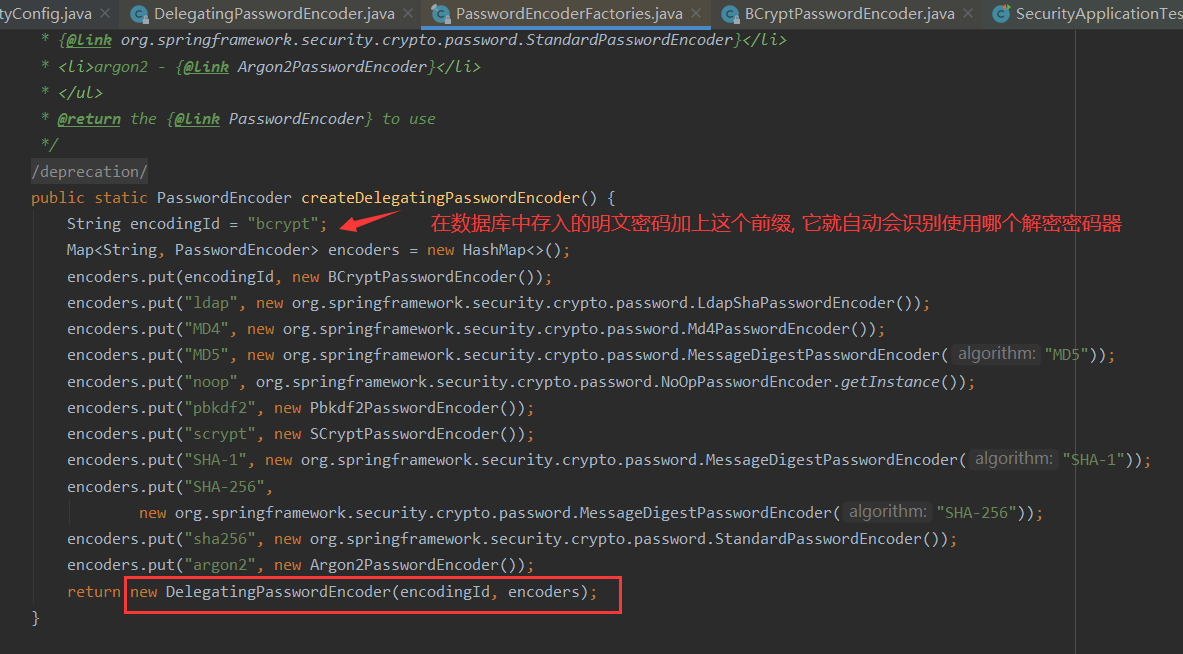 tyConfig.java × DelegatingPasswordEncoder.java × PasswordEncoderFactories.java × BCryptPasswordEncoder.java × SecurityApplicationTes
* {@link org.springframework.security.crypto.password.StandardPasswordEncoder}</li>
* <li>argon2 - {@link Argon2PasswordEncoder}</li>
* </ul>
* @return the {@link PasswordEncoder} to use
*/
/deprecation/
public static PasswordEncoder createDelegatingPasswordEncoder() {
String encodingId = "bcrypt"; 在数据库中存入的明文密码加上这个前缀, 它就自动会识别使用哪个解密密码器
Map<String, PasswordEncoder> encoders = new HashMap<>();
encoders.put(encodingId, new BCryptPasswordEncoder());
encoders.put("ldap", new org.springframework.security.crypto.password.LdapShaPasswordEncoder());
encoders.put("MD4", new org.springframework.security.crypto.password.Md4PasswordEncoder());
encoders.put("MD5", new org.springframework.security.crypto.password.MessageDigestPasswordEncoder( algorithm: "MD5"));
encoders.put("noop", org.springframework.security.crypto.password.NoOpPasswordEncoder.getInstance());
encoders.put("pbkdf2", new Pbkdf2PasswordEncoder());
encoders.put("scrypt", new SCryptPasswordEncoder());
encoders.put("SHA-1", new org.springframework.security.crypto.password.MessageDigestPasswordEncoder( algorithm: "SHA-1"));
encoders.put("SHA-256",
new org.springframework.security.crypto.password.MessageDigestPasswordEncoder( algorithm: "SHA-256"));
encoders.put("sha256", new org.springframework.security.crypto.password.StandardPasswordEncoder());
encoders.put("argon2", new Argon2PasswordEncoder());
return new DelegatingPasswordEncoder(encodingId, encoders);
}